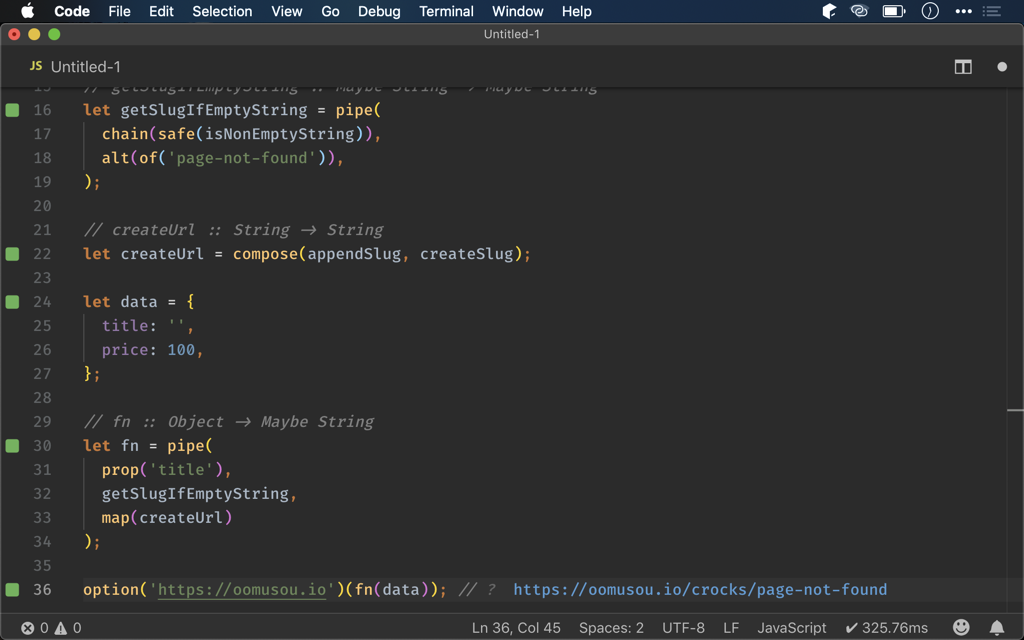 Code File Edit Selection View Go Debug Terminal Window Help
Untitled-1
JS Untitled-1
15 // getSlugIfEmptyString :: Maybe String -> Maybe String
16 let getSlugIfEmptyString = pipe(
17 chain(safe(isNonEmptyString)),
18 alt(of('page-not-found')),
19 );
20
21 // createUrl :: String -> String
22 let createUrl = compose(appendSlug, createSlug);
23
24 let data = {
25 title: '',
26 price: 100,
27 };
28
29 // fn :: Object -> Maybe String
30 let fn = pipe(
31 prop('title'),
32 getSlugIfEmptyString,
33 map(createUrl)
34 );
35
36 option('https://oomusou.io')(fn(data)); // ? https://oomusou.io/crocks/page-not-found
0 0 Ln 36, Col 45 Spaces: 2 UTF-8 LF JavaScript ✔ 325.76ms